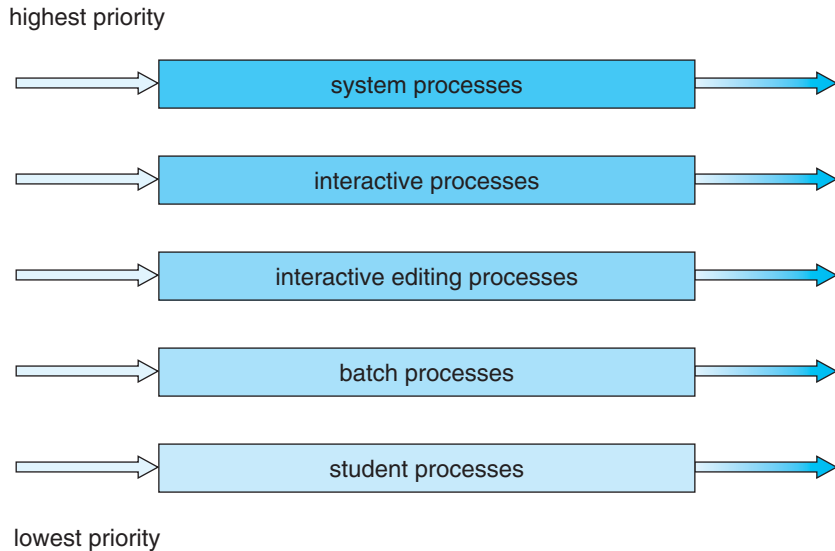 highest priority
system processes
interactive processes
interactive editing processes
batch processes
student processes
lowest priority